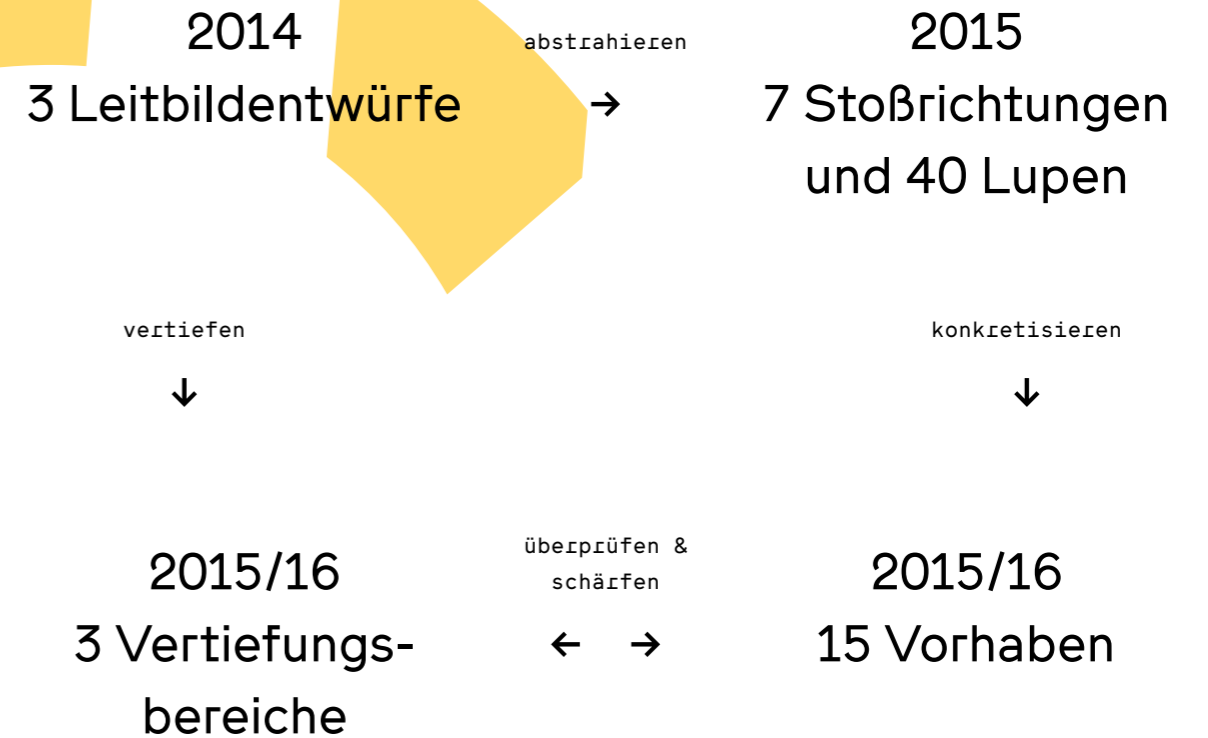 2014
3 Leitbildentwürfe
abstrahieren
→
2015
7 Stoßrichtungen
und 40 Lupen
vertiefen
↓
konkretisieren
↓
2015/16
3 Vertiefungs-
bereiche
überprüfen &
schärfen
← →
2015/16
15 Vorhaben